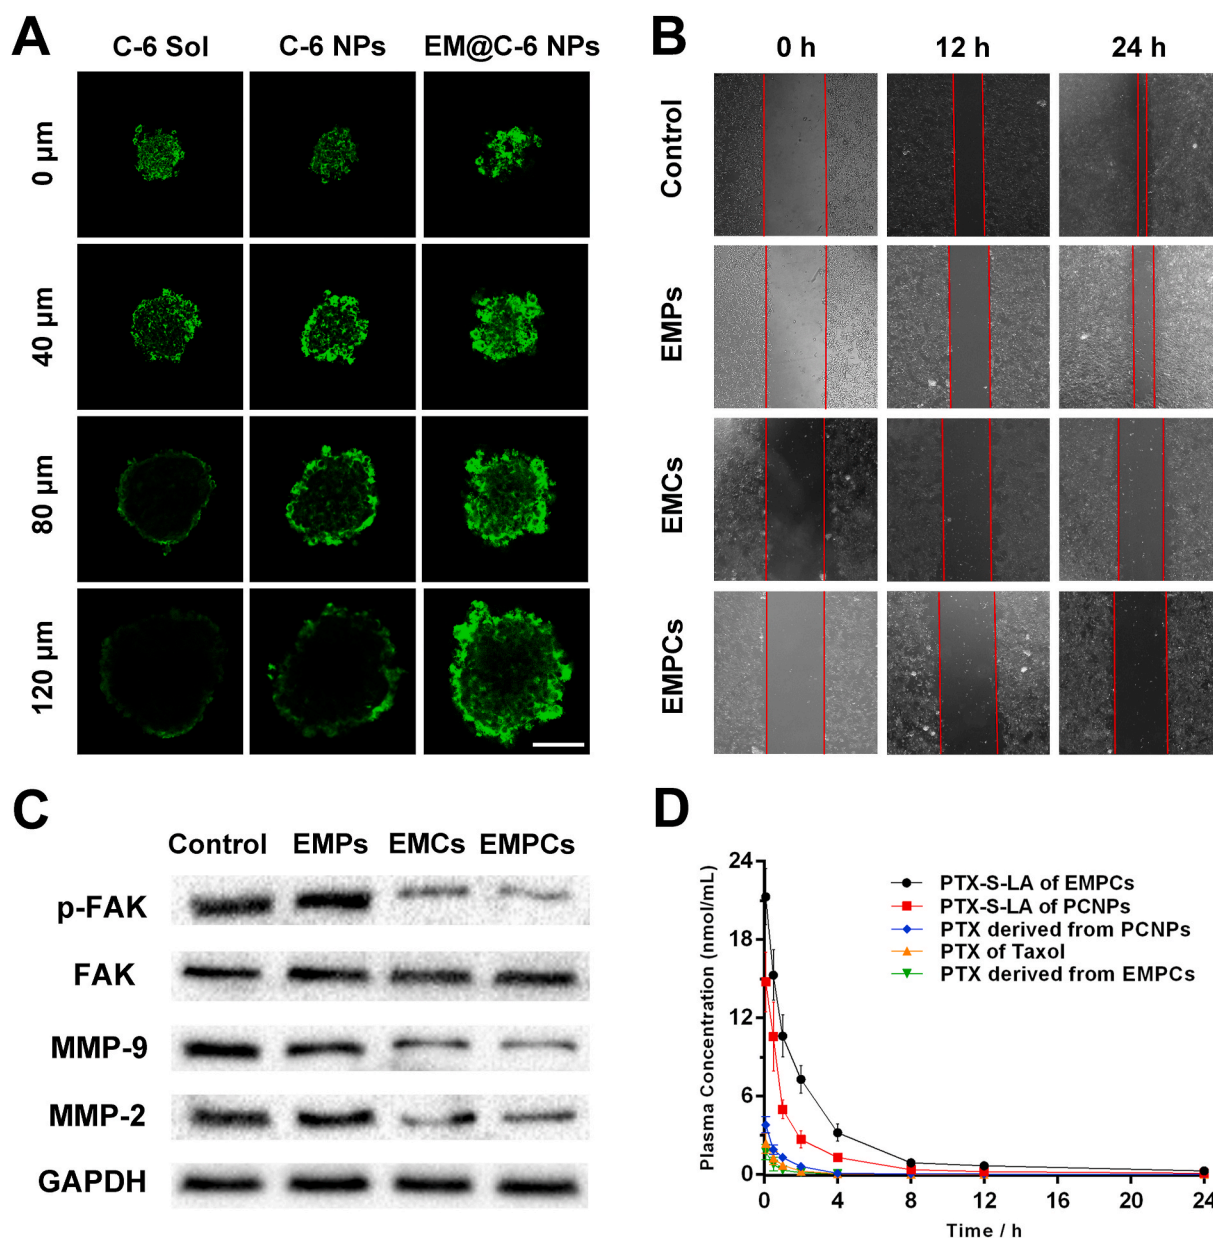 A
C-6 Sol
C-6 NPs
EM@C-6 NPs
0 µm
40 µm
80 µm
120 µm
B
0 h
12 h
24 h
Control
EMPs
EMCs
EMPCs
C
Control
EMPs
EMCs
EMPCs
p-FAK
FAK
MMP-9
MMP-2
GAPDH
D
Plasma Concentration (nmol/mL)
24
18
12
6
0
PTX-S-LA of EMPCs
PTX-S-LA of PCNPs
PTX derived from PCNPs
PTX of Taxol
PTX derived from EMPCs
0
4
8
12
16
20
24
Time / h